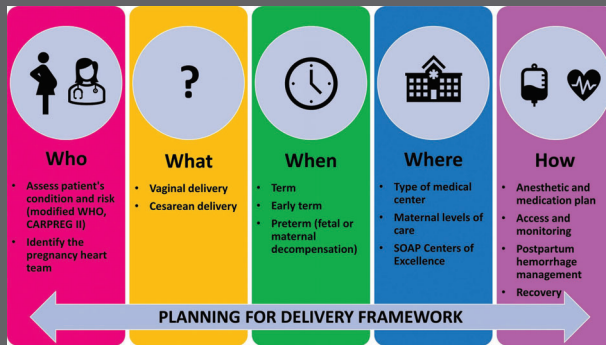 ?
Who
Assess patient's
condition and risk
(modified WHO,
CARPREG II)
Identify the
pregnancy heart
team
What
Vaginal delivery
Cesarean delivery
When
Term
Early term
Preterm (fetal or
maternal
decompensation)
Where
Type of medical
center
Maternal levels of
care
SOAP Centers of
Excellence
How
Anesthetic and
medication plan
Access and
monitoring
Postpartum
hemorrhage
management
Recovery
PLANNING FOR DELIVERY FRAMEWORK